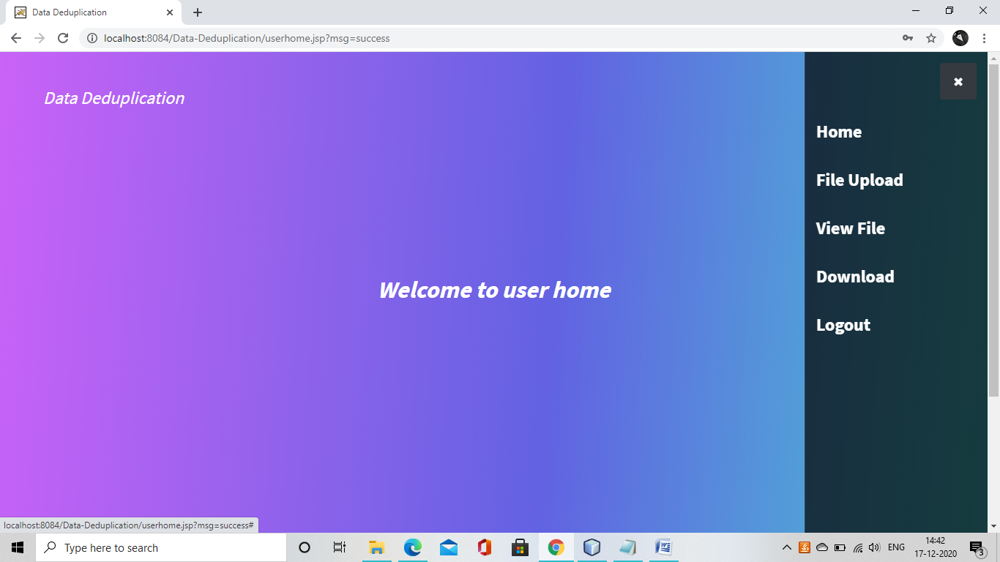 Data Deduplication
localhost:8084/Data-Deduplication/userhome.jsp?msg=success
Data Deduplication
Home
File Upload
View File
Welcome to user home
Download
Logout
localhost:8084/Data-Deduplication/userhome.jsp?msg=success#
Type here to search
W
ENG
14:42
17-12-2020
3